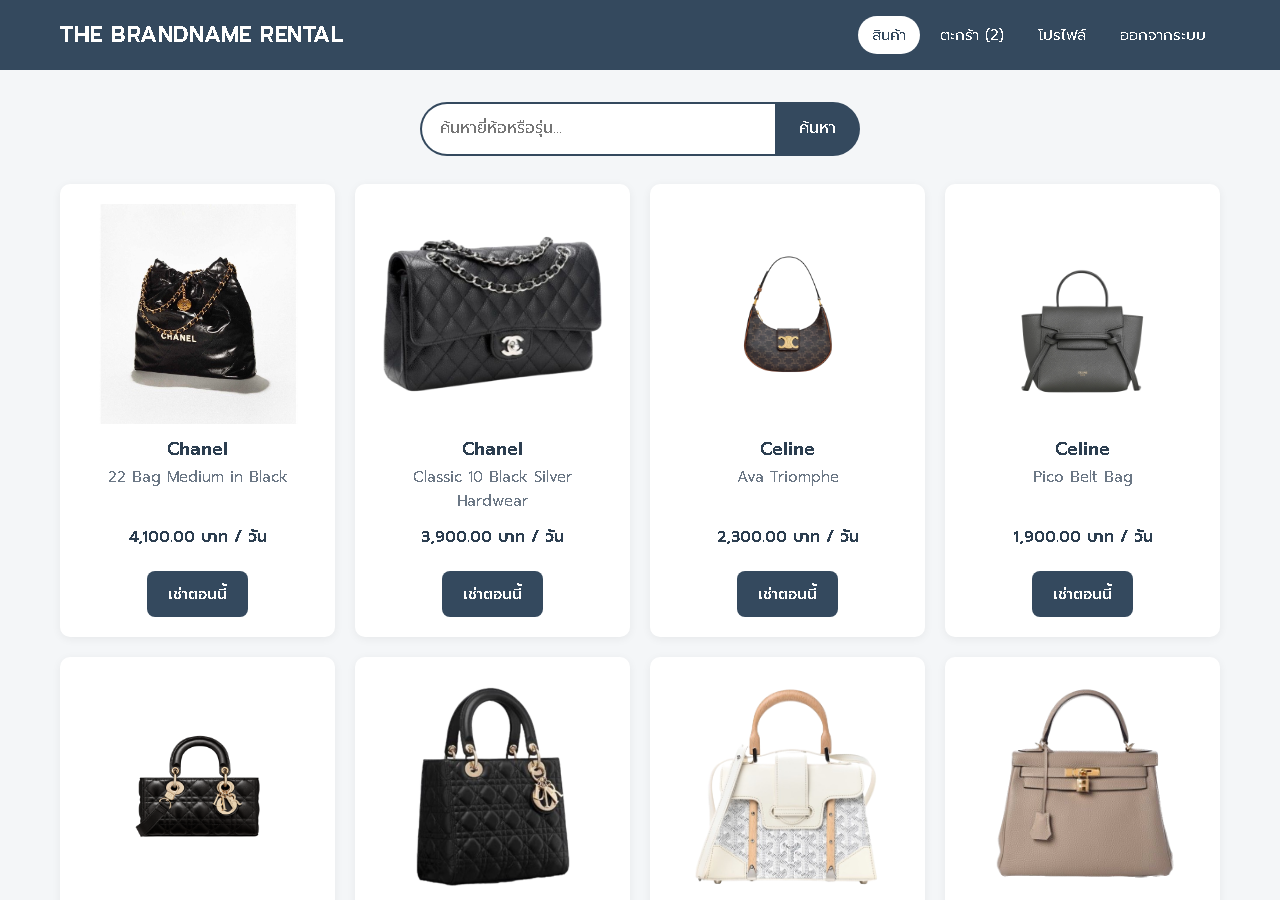 THE BRANDNAME RENTAL
สินค้า
ตะกร้า (2)
โปรไฟล์
ออกจากระบบ
ค้นหายี่ห้อหรือรุ่น...
ค้นหา
CHANEL
Chanel
22 Bag Medium in Black
4,100.00 บาท / วัน
เช่าตอนนี้
Chanel
Classic 10 Black Silver
Hardwear
3,900.00 บาท / วัน
เช่าตอนนี้
Celine
Ava Triomphe
2,300.00 บาท / วัน
เช่าตอนนี้
Celine
Pico Belt Bag
1,900.00 บาท / วัน
เช่าตอนนี้